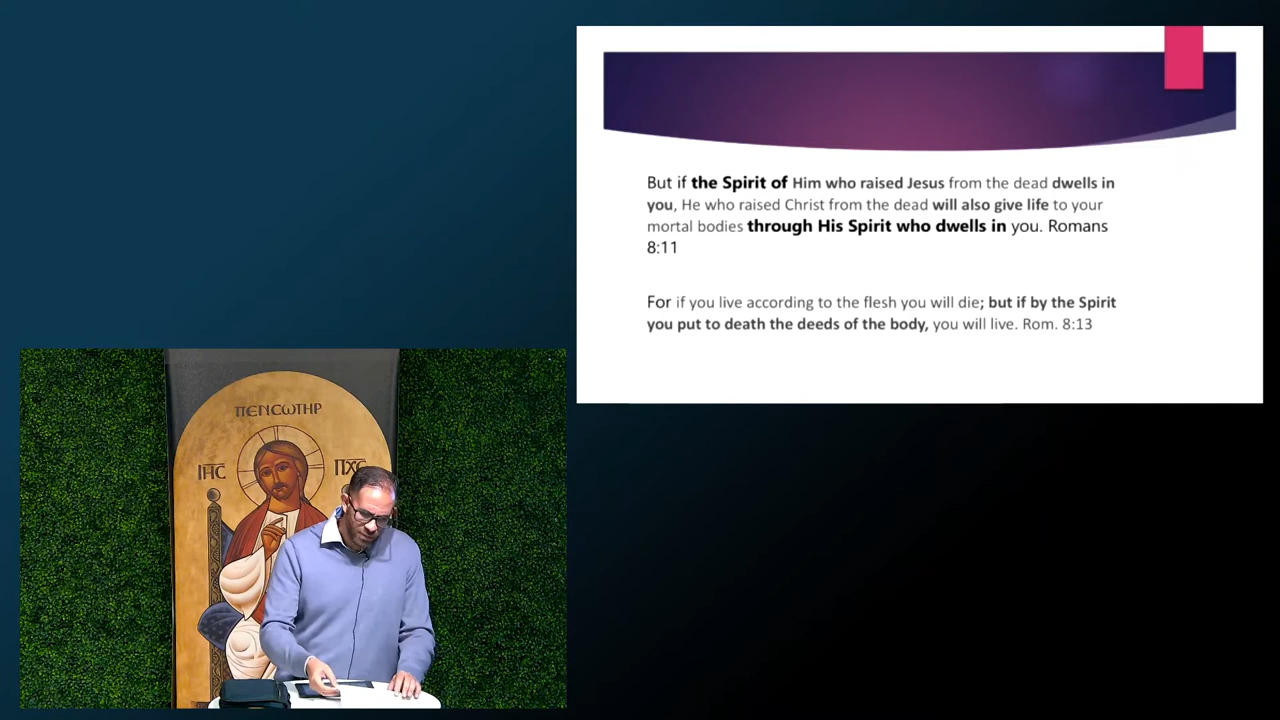 But if the Spirit of Him who raised Jesus from the dead dwells in
you, He who raised Christ from the dead will also give life to your
mortal bodies through His Spirit who dwells in you. Romans
8:11
For if you live according to the flesh you will die; but if by the Spirit
you put to death the deeds of the body, you will live. Rom. 8:13
ⲠⲈⲚⲤⲰⲦⲎⲢ
ⲒⲎⲤ
ⲠⲬⲤ